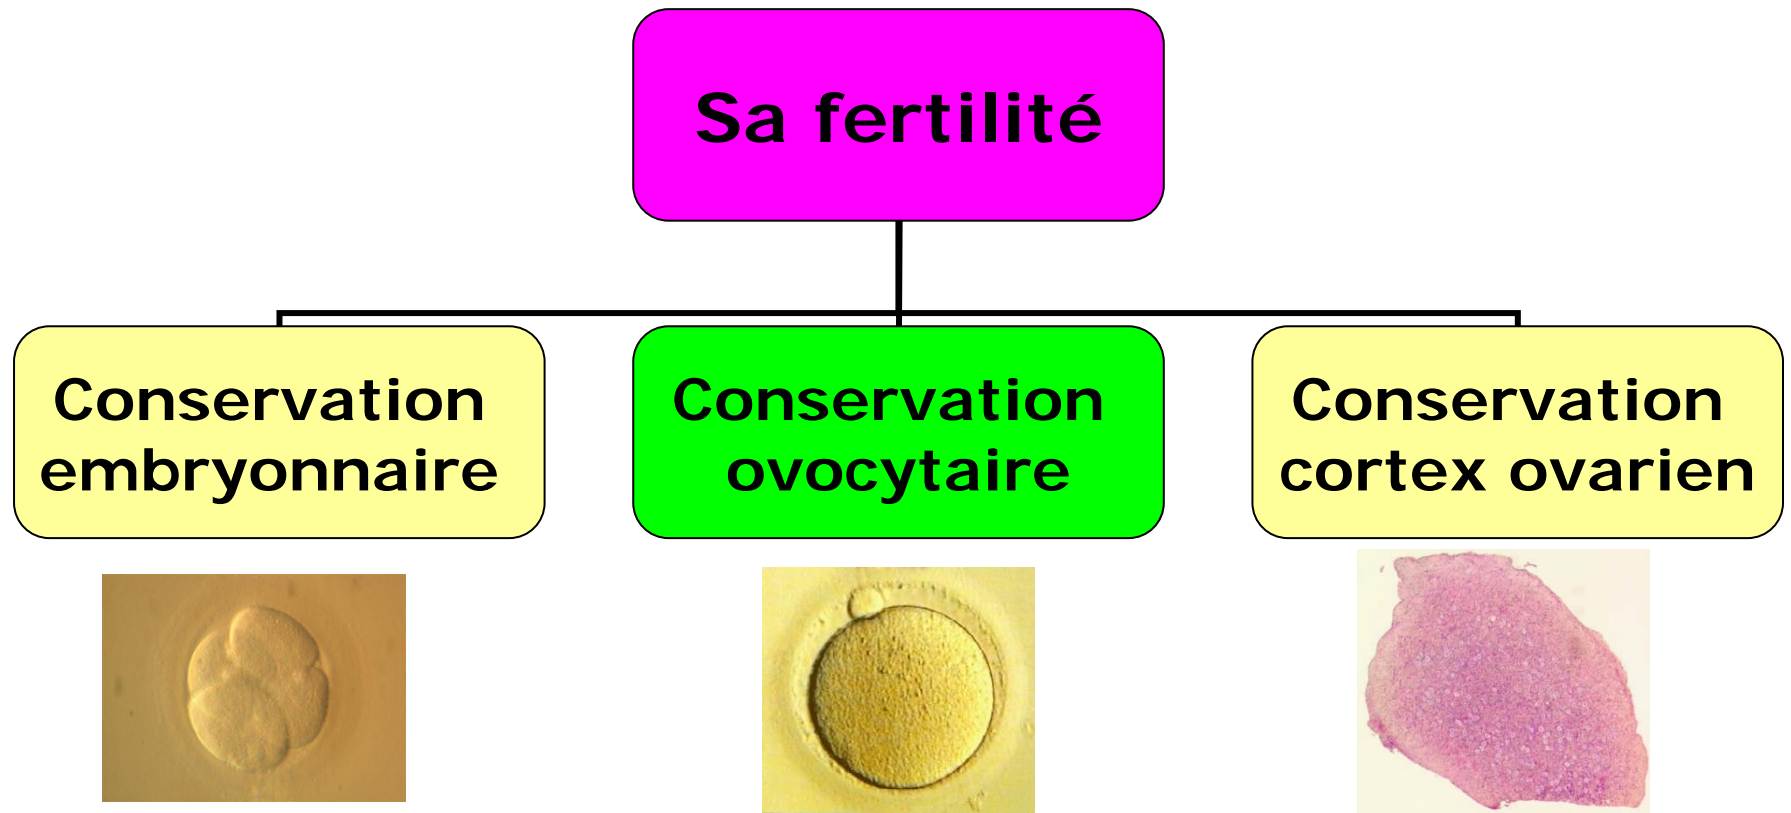 Sa fertilité
Conservation
embryonnaire
Conservation
ovocytaire
Conservation
cortex ovarien